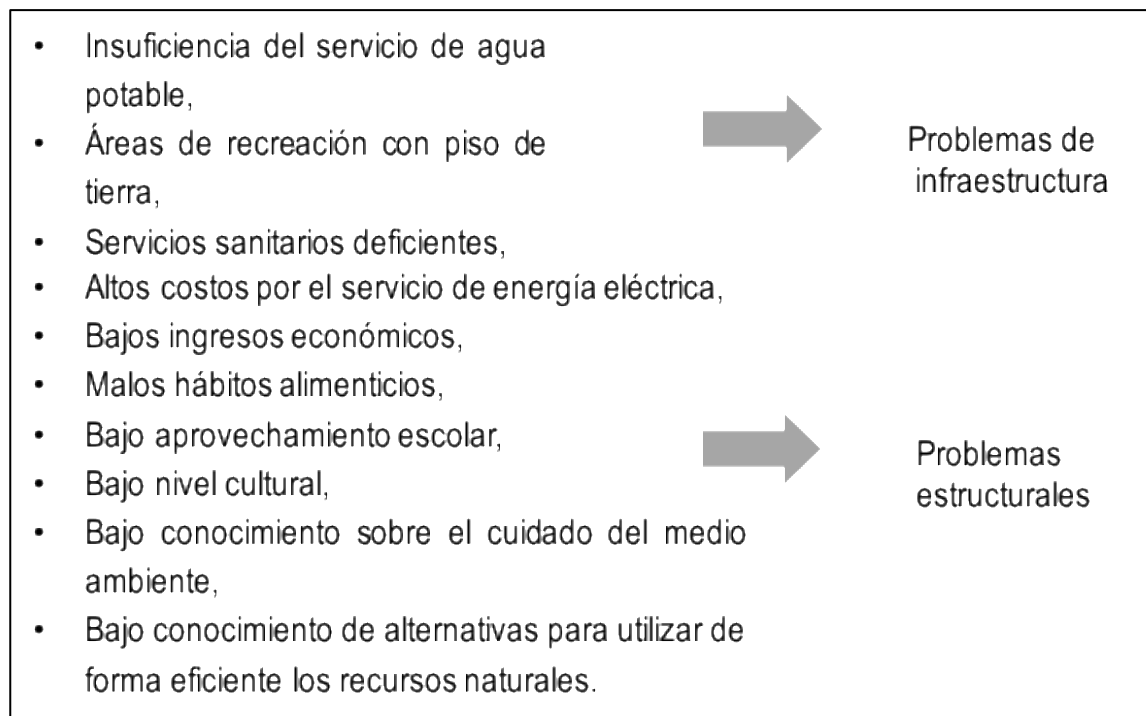 • Insuficiencia del servicio de agua
potable,
• Áreas de recreación con piso de
tierra,
• Servicios sanitarios deficientes,
• Altos costos por el servicio de energía eléctrica,
• Bajos ingresos económicos,
• Malos hábitos alimenticios,
• Bajo aprovechamiento escolar,
• Bajo nivel cultural,
• Bajo conocimiento sobre el cuidado del medio
ambiente,
• Bajo conocimiento de alternativas para utilizar de
forma eficiente los recursos naturales.
Problemas de
infraestructura
Problemas
estructurales